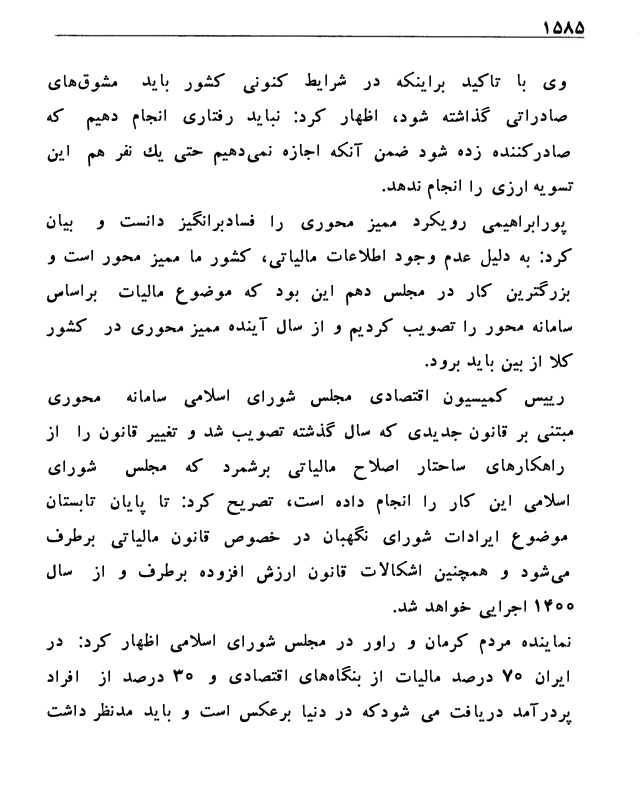 ۱۵۸۵
وی با تاکید براینکه در شرایط کنونی کشور باید مشوق‌های
صادراتی گذاشته شود، اظهار کرد: نباید رفتاری انجام دهیم که
صادرکننده زده شود ضمن آنکه اجازه نمی‌دهیم حتی یك نفر هم این
تسویه ارزی را انجام ندهد.
پورابراهیمی رویکرد ممیز محوری را فسادبرانگیز دانست و بیان
کرد: به دلیل عدم وجود اطلاعات مالیاتی، کشور ما ممیز محور است و
بزرگترین کار در مجلس دهم این بود که موضوع مالیات براساس
سامانه محور را تصویب کردیم و از سال آینده ممیز محوری در کشور
کلا از بین باید برود.
رییس کمیسیون اقتصادی مجلس شورای اسلامی سامانه محوری
مبتنی بر قانون جدیدی که سال گذشته تصویب شد و تغییر قانون را از
راهکارهای ساختار اصلاح مالیاتی برشمرد که مجلس شورای
اسلامی این کار را انجام داده است، تصریح کرد: تا پایان تابستان
موضوع ایرادات شورای نگهبان در خصوص قانون مالیاتی برطرف
می‌شود و همچنین اشکالات قانون ارزش افزوده برطرف و از سال
۱۴۰۰ اجرایی خواهد شد.
نماینده مردم کرمان و راور در مجلس شورای اسلامی اظهار کرد: در
ایران ۷۰ درصد مالیات از بنگاه‌های اقتصادی و ۳۰ درصد از افراد
پردرآمد دریافت می شودکه در دنیا برعکس است و باید مدنظر داشت